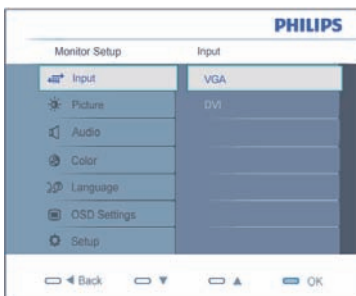 PHILIPS
Monitor Setup Input
Input VGA
Picture DVI
Audio
Color
Language
OSD Settings
Setup
Back OK